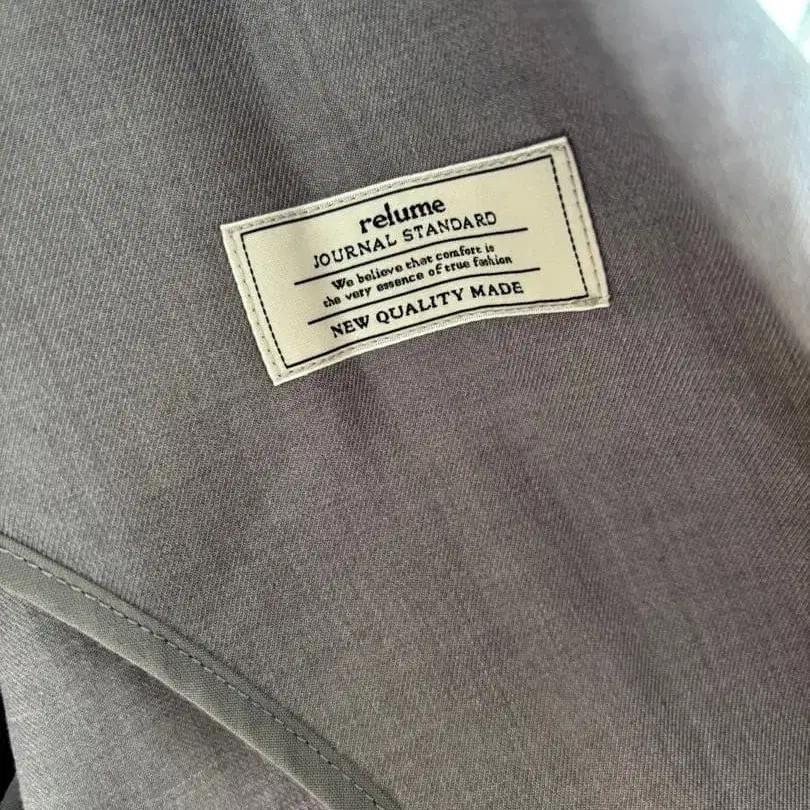 relume
JOURNAL STANDARD
We believe that comfort is
the very essence of true fashion
NEW QUALITY MADE